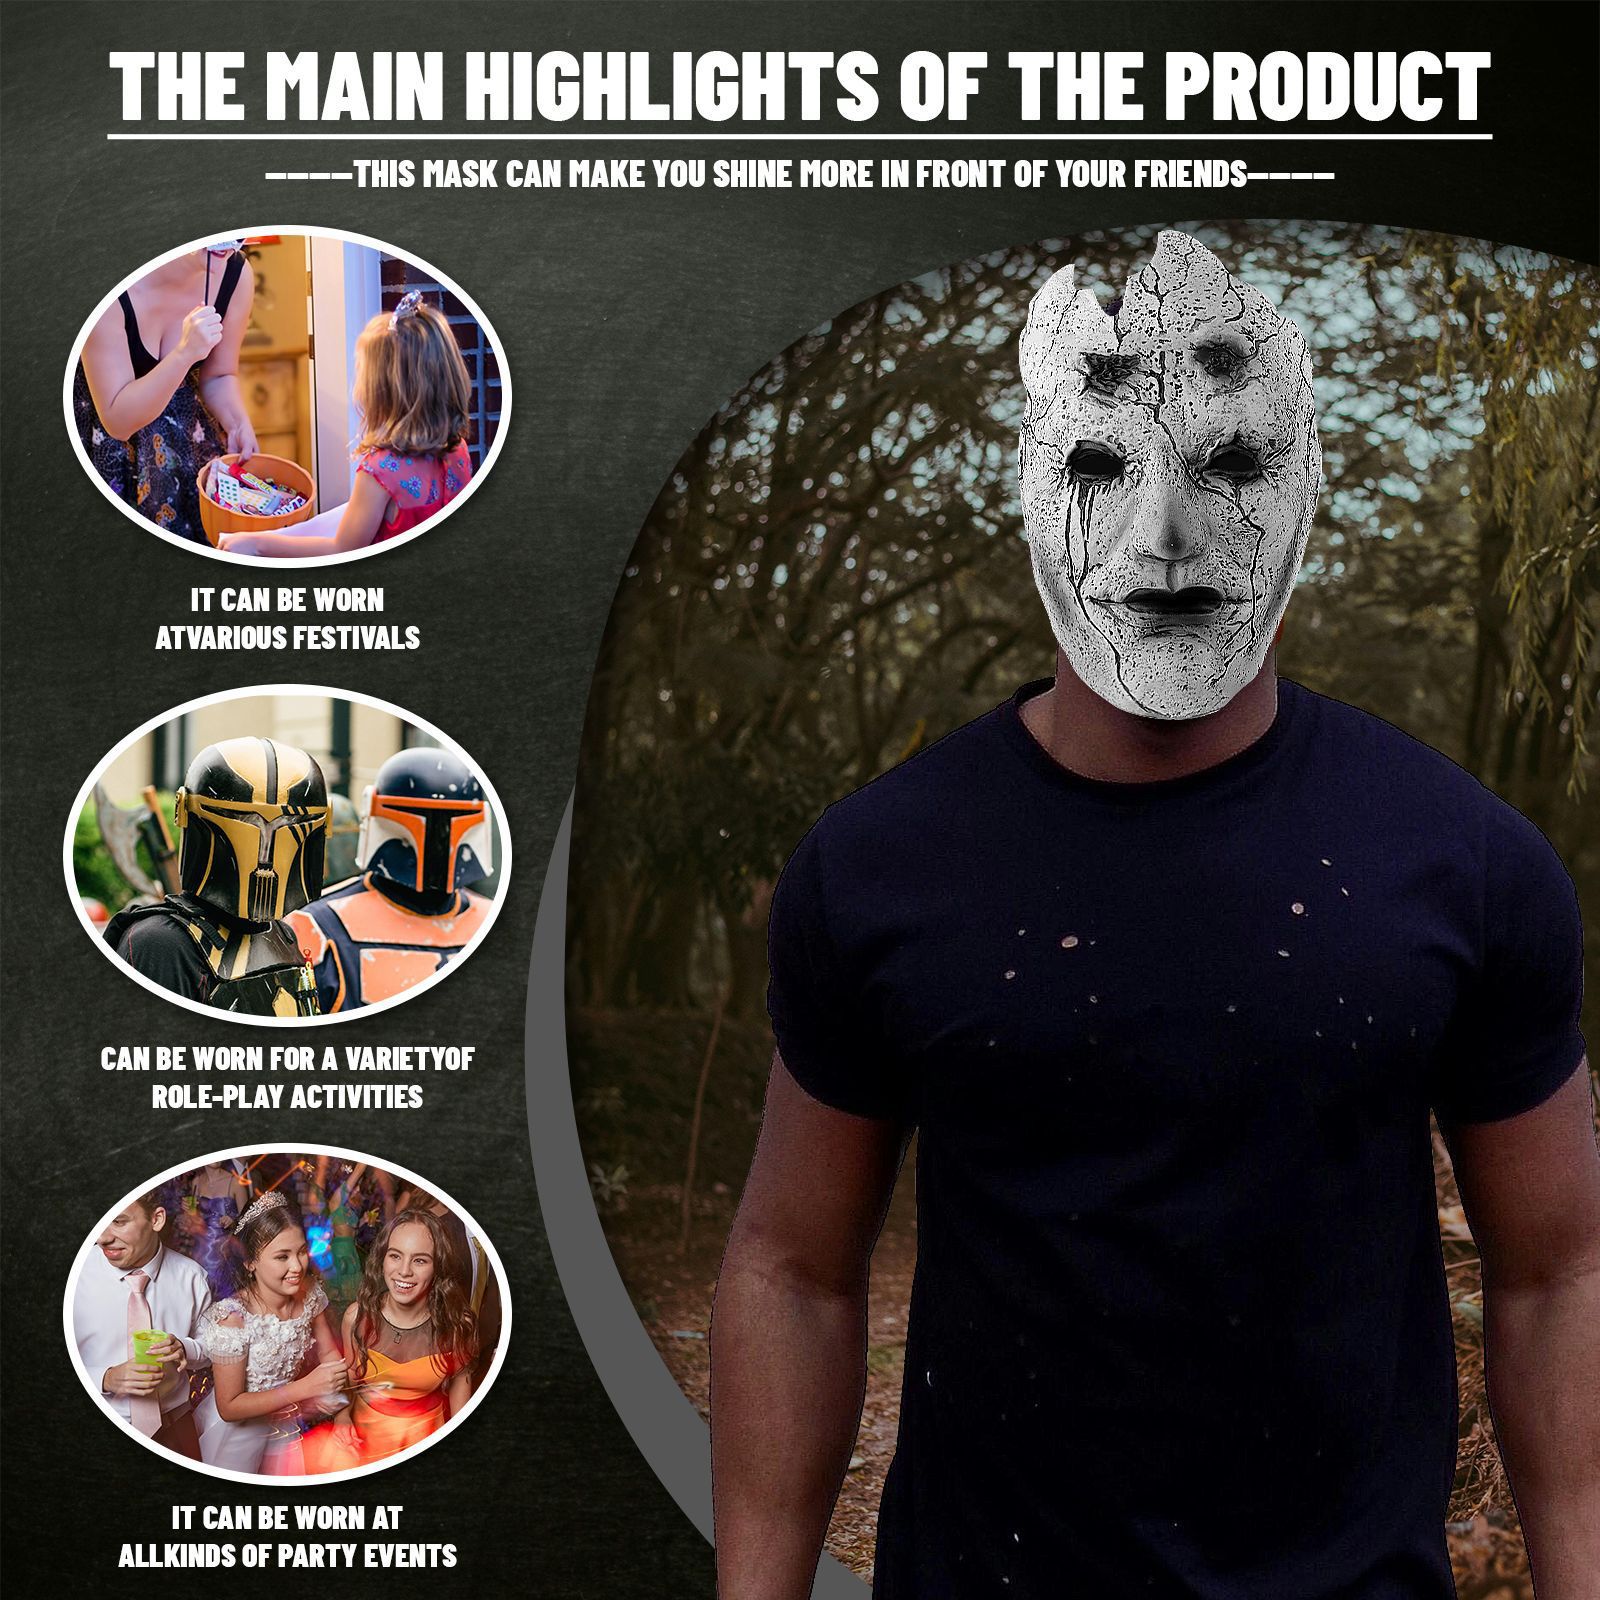 THE MAIN HIGHLIGHTS OF THE PRODUCT
----THIS MASK CAN MAKE YOU SHINE MORE IN FRONT OF YOUR FRIENDS----
IT CAN BE WORN
ATVARIOUS FESTIVALS
CAN BE WORN FOR A VARIETYOF
ROLE-PLAY ACTIVITIES
IT CAN BE WORN AT
ALLKINDS OF PARTY EVENTS